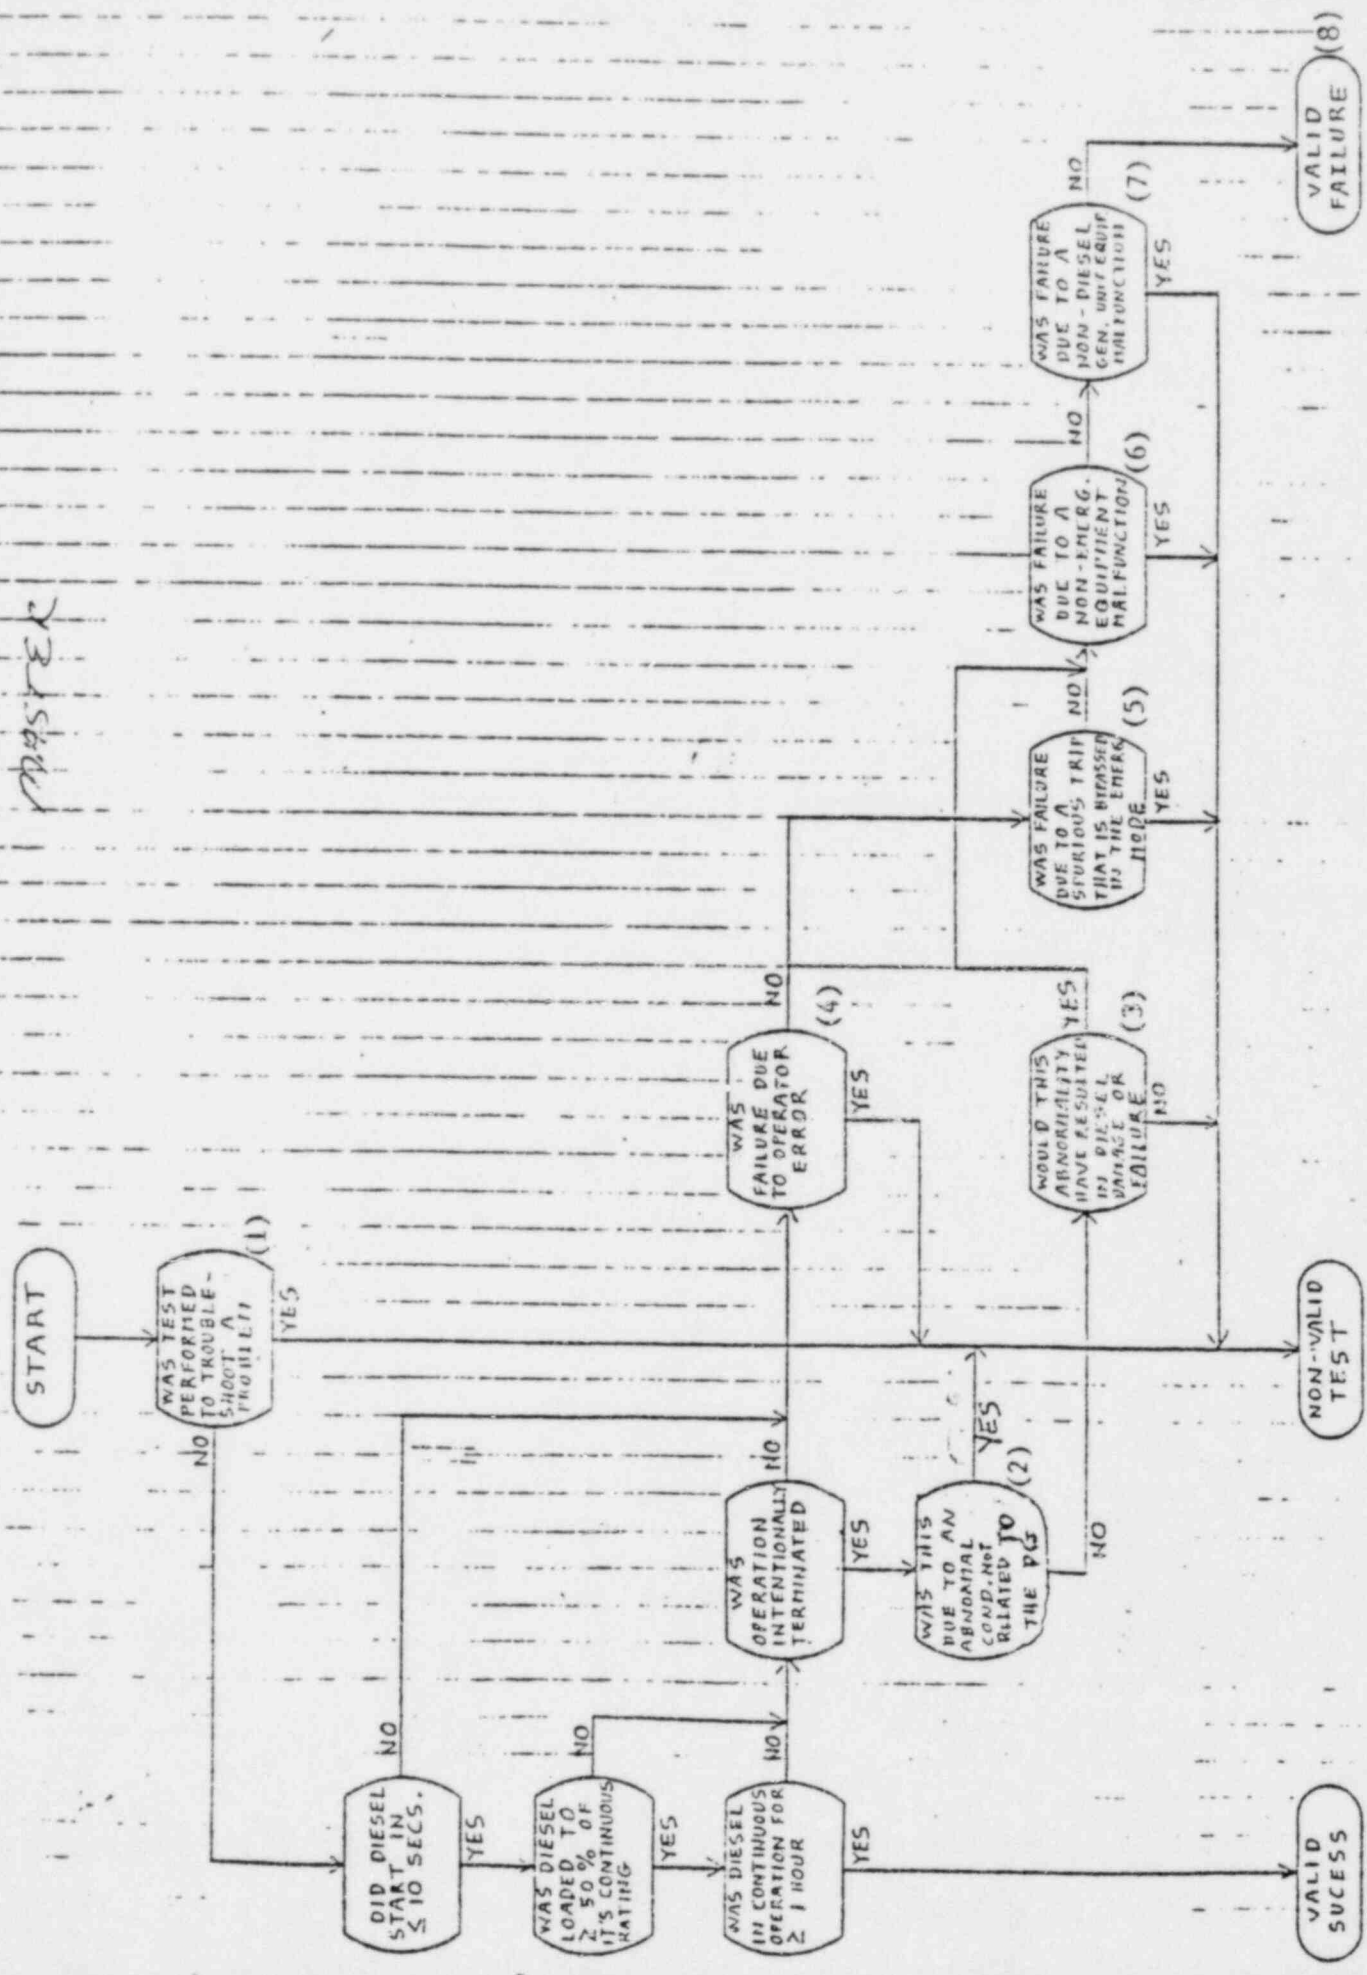 MASTER
START
WAS TEST
PERFORMED
TO TROUBLE-
SHOOT A
PROBLEM
(1)
NO
YES
DID DIESEL
START IN
≤ 10 SECS.
NO
YES
WAS DIESEL
LOADED TO
≥ 50% OF
IT'S CONTINUOUS
RATING
NO
YES
WAS DIESEL
IN CONTINUOUS
OPERATION FOR
≥ 1 HOUR
NO
YES
WAS
OPERATION
INTENTIONALLY
TERMINATED
NO
YES
WAS THIS
DUE TO AN
ABNORMAL
COND. NOT
RELATED TO
THE DG
(2)
YES
NO
WAS
FAILURE DUE
TO OPERATOR
ERROR
(4)
NO
YES
WOULD THIS
ABNORMALITY
HAVE RESULTED
IN DIESEL
DAMAGE OR
FAILURE
(3)
YES
NO
WAS FAILURE
DUE TO A
SPURIOUS TRIP
THAT IS BYPASSED
IN THE EMERG
MODE
(5)
NO
YES
WAS FAILURE
DUE TO A
NON-EMERG.
EQUIPMENT
MALFUNCTION
(6)
NO
YES
WAS FAILURE
DUE TO A
NON-DIESEL
GEN. UNIT EQUIP
MALFUNCTION
(7)
NO
YES
VALID
SUCESS
NON-VALID
TEST
VALID
FAILURE
(8)